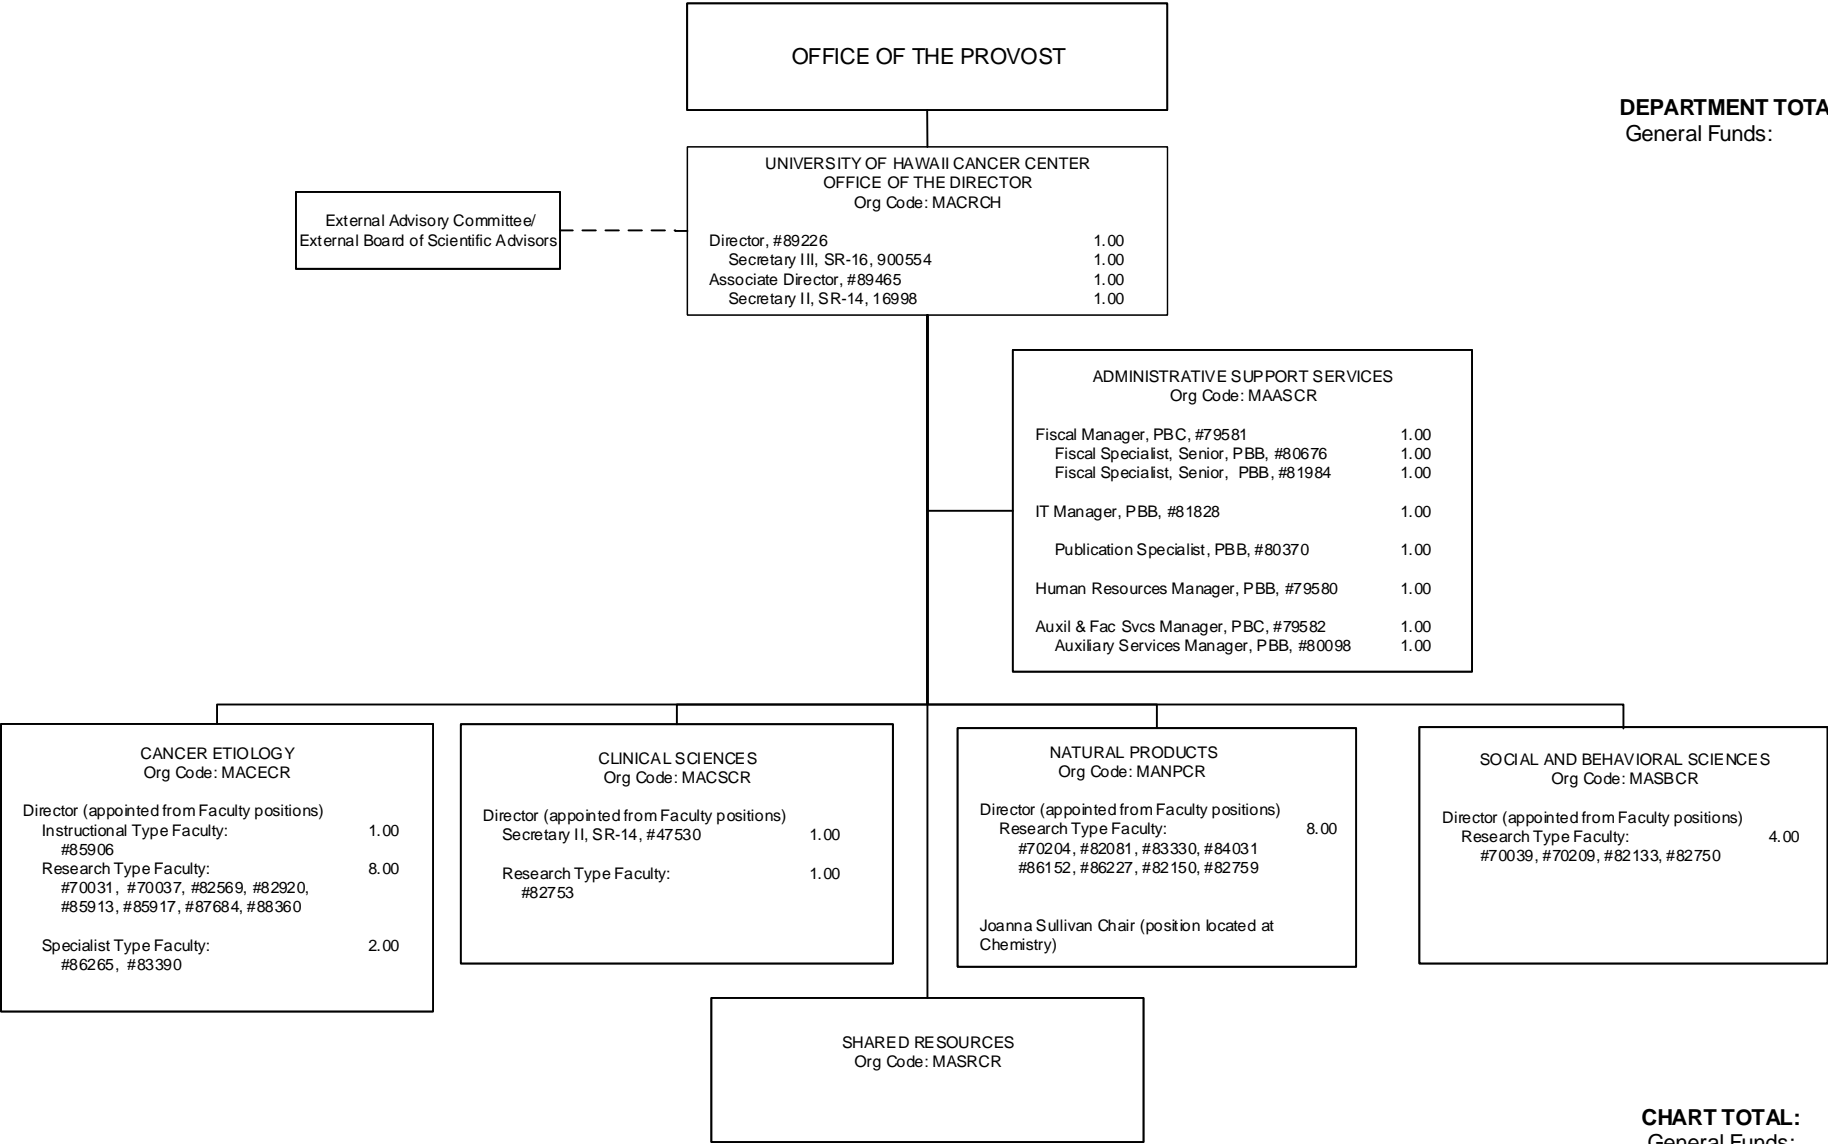 OFFICE OF THE PROVOST
DEPARTMENT TOTA
General Funds:
UNIVERSITY OF HAWAII CANCER CENTER
OFFICE OF THE DIRECTOR
Org Code: MACRCH
Director, #89226 1.00
Secretary III, SR-16, 900554 1.00
Associate Director, #89465 1.00
Secretary II, SR-14, 16998 1.00
External Advisory Committee/
External Board of Scientific Advisors
ADMINISTRATIVE SUPPORT SERVICES
Org Code: MAASCR
Fiscal Manager, PBC, #79581 1.00
Fiscal Specialist, Senior, PBB, #80676 1.00
Fiscal Specialist, Senior, PBB, #81984 1.00
IT Manager, PBB, #81828 1.00
Publication Specialist, PBB, #80370 1.00
Human Resources Manager, PBB, #79580 1.00
Auxil & Fac Svcs Manager, PBC, #79582 1.00
Auxiliary Services Manager, PBB, #80098 1.00
CANCER ETIOLOGY
Org Code: MACECR
Director (appointed from Faculty positions)
Instructional Type Faculty: 1.00
#85906
Research Type Faculty: 8.00
#70031, #70037, #82569, #82920,
#85913, #85917, #87684, #88360
Specialist Type Faculty: 2.00
#86265, #83390
CLINICAL SCIENCES
Org Code: MACSCR
Director (appointed from Faculty positions)
Secretary II, SR-14, #47530 1.00
Research Type Faculty: 1.00
#82753
NATURAL PRODUCTS
Org Code: MANPCR
Director (appointed from Faculty positions)
Research Type Faculty: 8.00
#70204, #82081, #83330, #84031
#86152, #86227, #82150, #82759
Joanna Sullivan Chair (position located at
Chemistry)
SOCIAL AND BEHAVIORAL SCIENCES
Org Code: MASBCR
Director (appointed from Faculty positions)
Research Type Faculty: 4.00
#70039, #70209, #82133, #82750
SHARED RESOURCES
Org Code: MASRCR
CHART TOTAL:
General Funds: